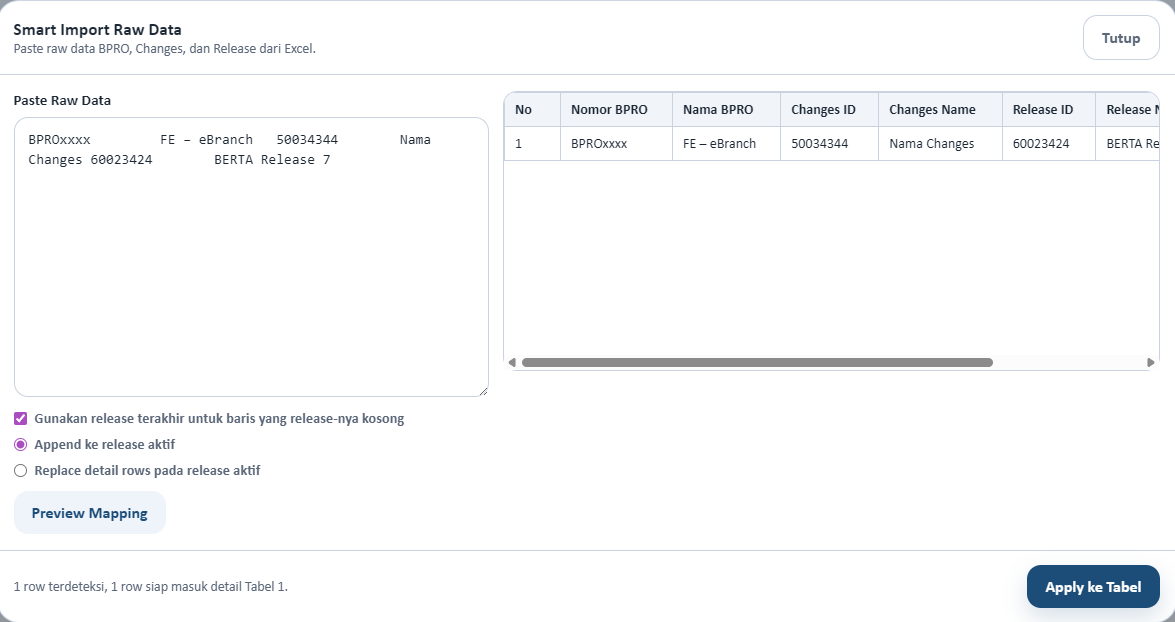 Smart Import Raw Data
Paste raw data BPRO, Changes, dan Release dari Excel.
Tutup
Paste Raw Data
BPROxxxx FE – eBranch 50034344 Nama
Changes 60023424 BERTA Release 7
No Nomor BPRO Nama BPRO Changes ID Changes Name Release ID Release N
1 BPROxxxx FE – eBranch 50034344 Nama Changes 60023424 BERTA Re
Gunakan release terakhir untuk baris yang release-nya kosong
Append ke release aktif
Replace detail rows pada release aktif
Preview Mapping
1 row terdeteksi, 1 row siap masuk detail Tabel 1.
Apply ke Tabel